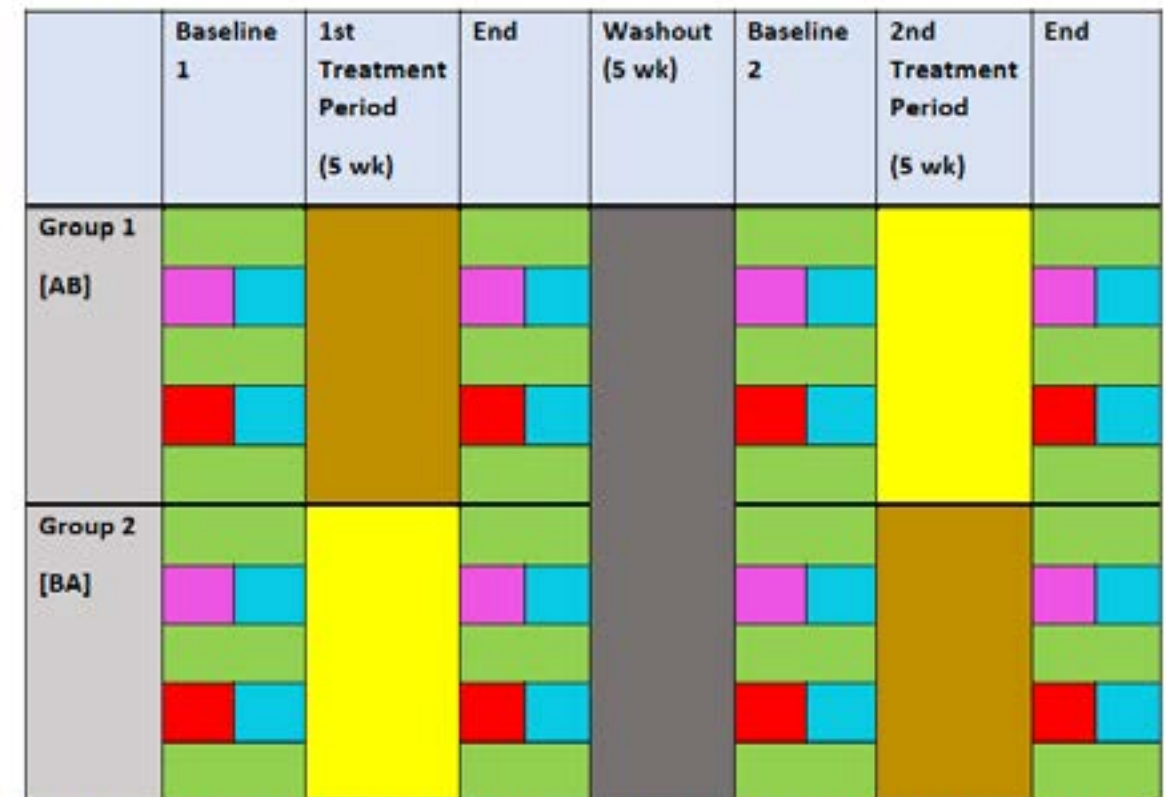 Baseline
1
1st
Treatment
Period
(5 wk)
End
Washout
(5 wk)
Baseline
2
2nd
Treatment
Period
(5 wk)
End
Group 1
[AB]
Group 2
[BA]